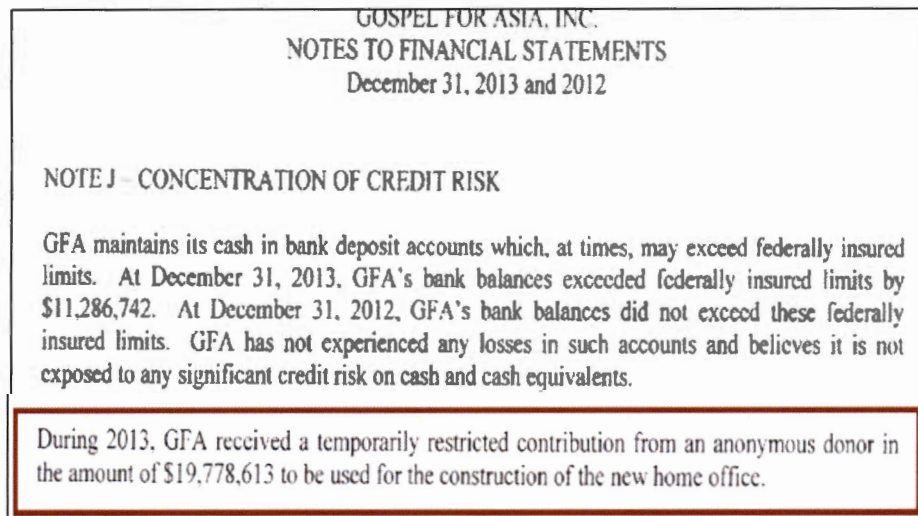 GOSPEL FOR ASIA, INC.
NOTES TO FINANCIAL STATEMENTS
December 31, 2013 and 2012
NOTE J - CONCENTRATION OF CREDIT RISK
GFA maintains its cash in bank deposit accounts which, at times, may exceed federally insured
limits. At December 31, 2013, GFA's bank balances exceeded federally insured limits by
$11,286,742. At December 31, 2012, GFA's bank balances did not exceed these federally
insured limits. GFA has not experienced any losses in such accounts and believes it is not
exposed to any significant credit risk on cash and cash equivalents.
During 2013, GFA received a temporarily restricted contribution from an anonymous donor in
the amount of $19,778,613 to be used for the construction of the new home office.